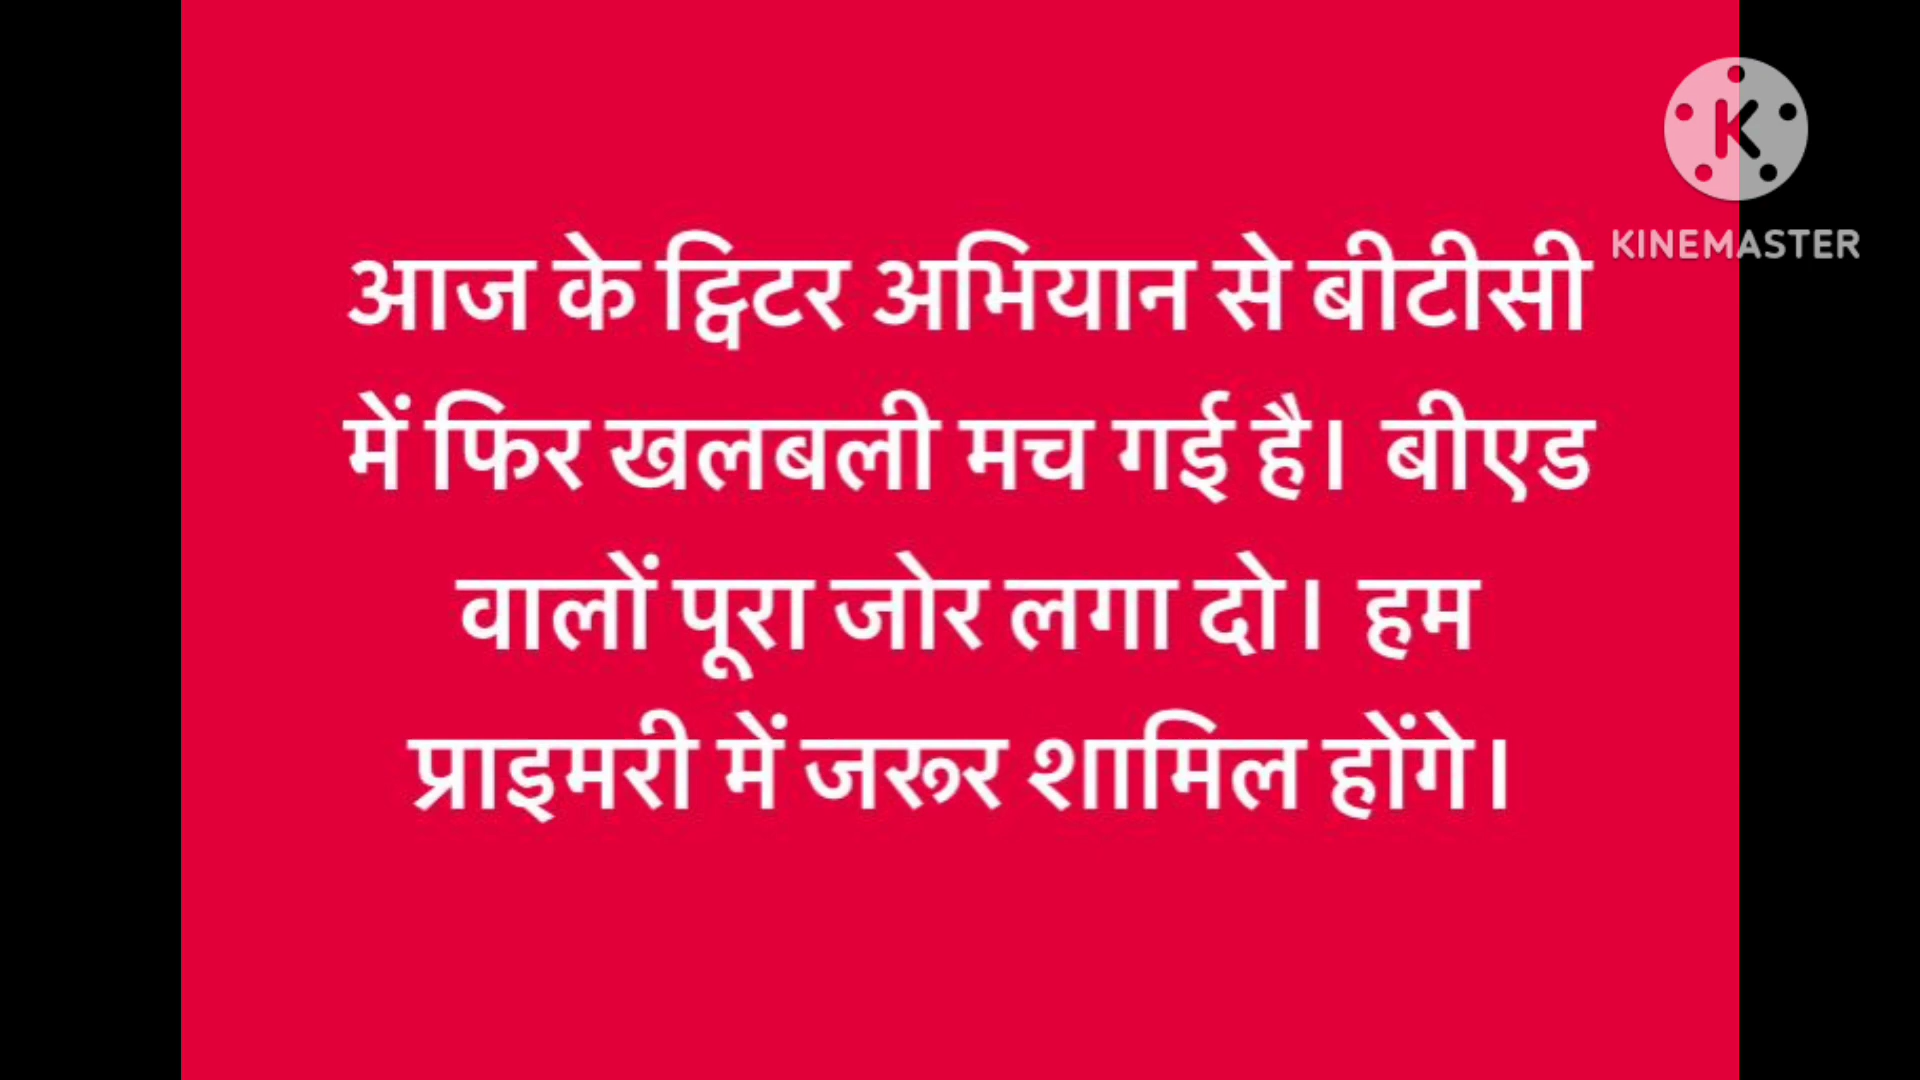 KINEMASTER
आज के ट्विटर अभियान से बीटीसी
में फिर खलबली मच गई है। बीएड
वालों पूरा जोर लगा दो। हम
प्राइमरी में जरूर शामिल होंगे।